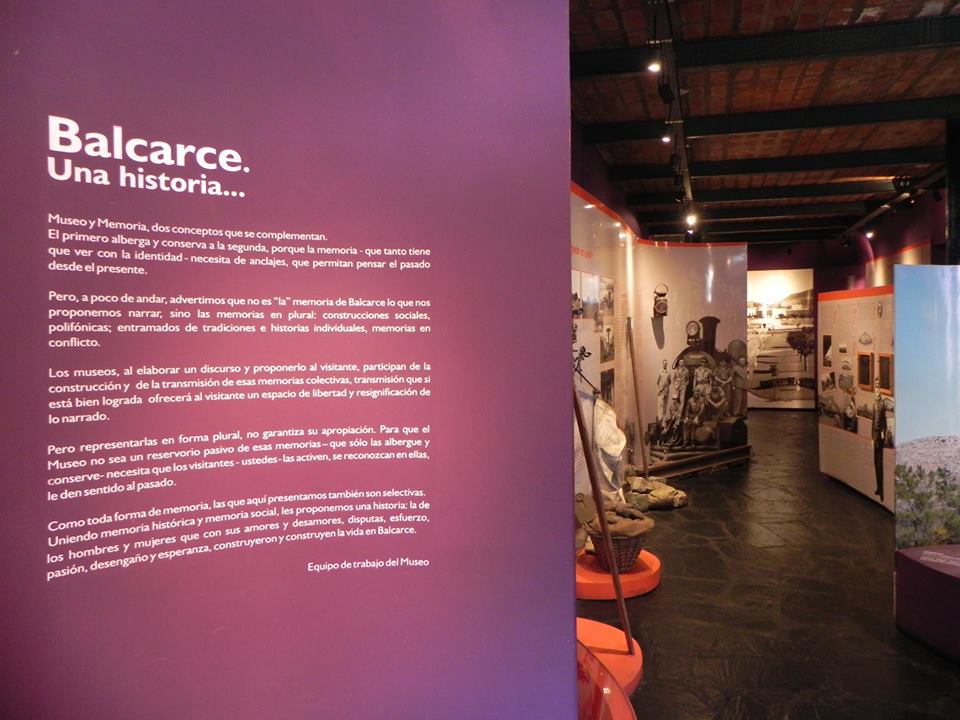 Balcarce.
Una historia...
Museo y Memoria, dos conceptos que se complementan.
El primero alberga y conserva a la segunda, porque la memoria - que tanto tiene
que ver con la identidad - necesita de anclajes, que permitan pensar el pasado
desde el presente.
Pero, a poco de andar, advertimos que no es "la" memoria de Balcarce lo que nos
proponemos narrar, sino las memorias en plural: construcciones sociales,
polifónicas; entramados de tradiciones e historias individuales, memorias en
conflicto.
Los museos, al elaborar un discurso y proponerlo al visitante, participan de la
construcción y de la transmisión de esas memorias colectivas, transmisión que si
está bien lograda ofrecerá al visitante un espacio de libertad y resignificación de
lo narrado.
Pero representarlas en forma plural, no garantiza su apropiación. Para que el
Museo no sea un reservorio pasivo de esas memorias – que sólo las albergue y
conserve- necesita que los visitantes - ustedes - las activen, se reconozcan en ellas,
le den sentido al pasado.
Como toda forma de memoria, las que aquí presentamos también son selectivas.
Uniendo memoria histórica y memoria social, les proponemos una historia: la de
los hombres y mujeres que con sus amores y desamores, disputas, esfuerzo,
pasión, desengaño y esperanza, construyeron y construyen la vida en Balcarce.
Equipo de trabajo del Museo